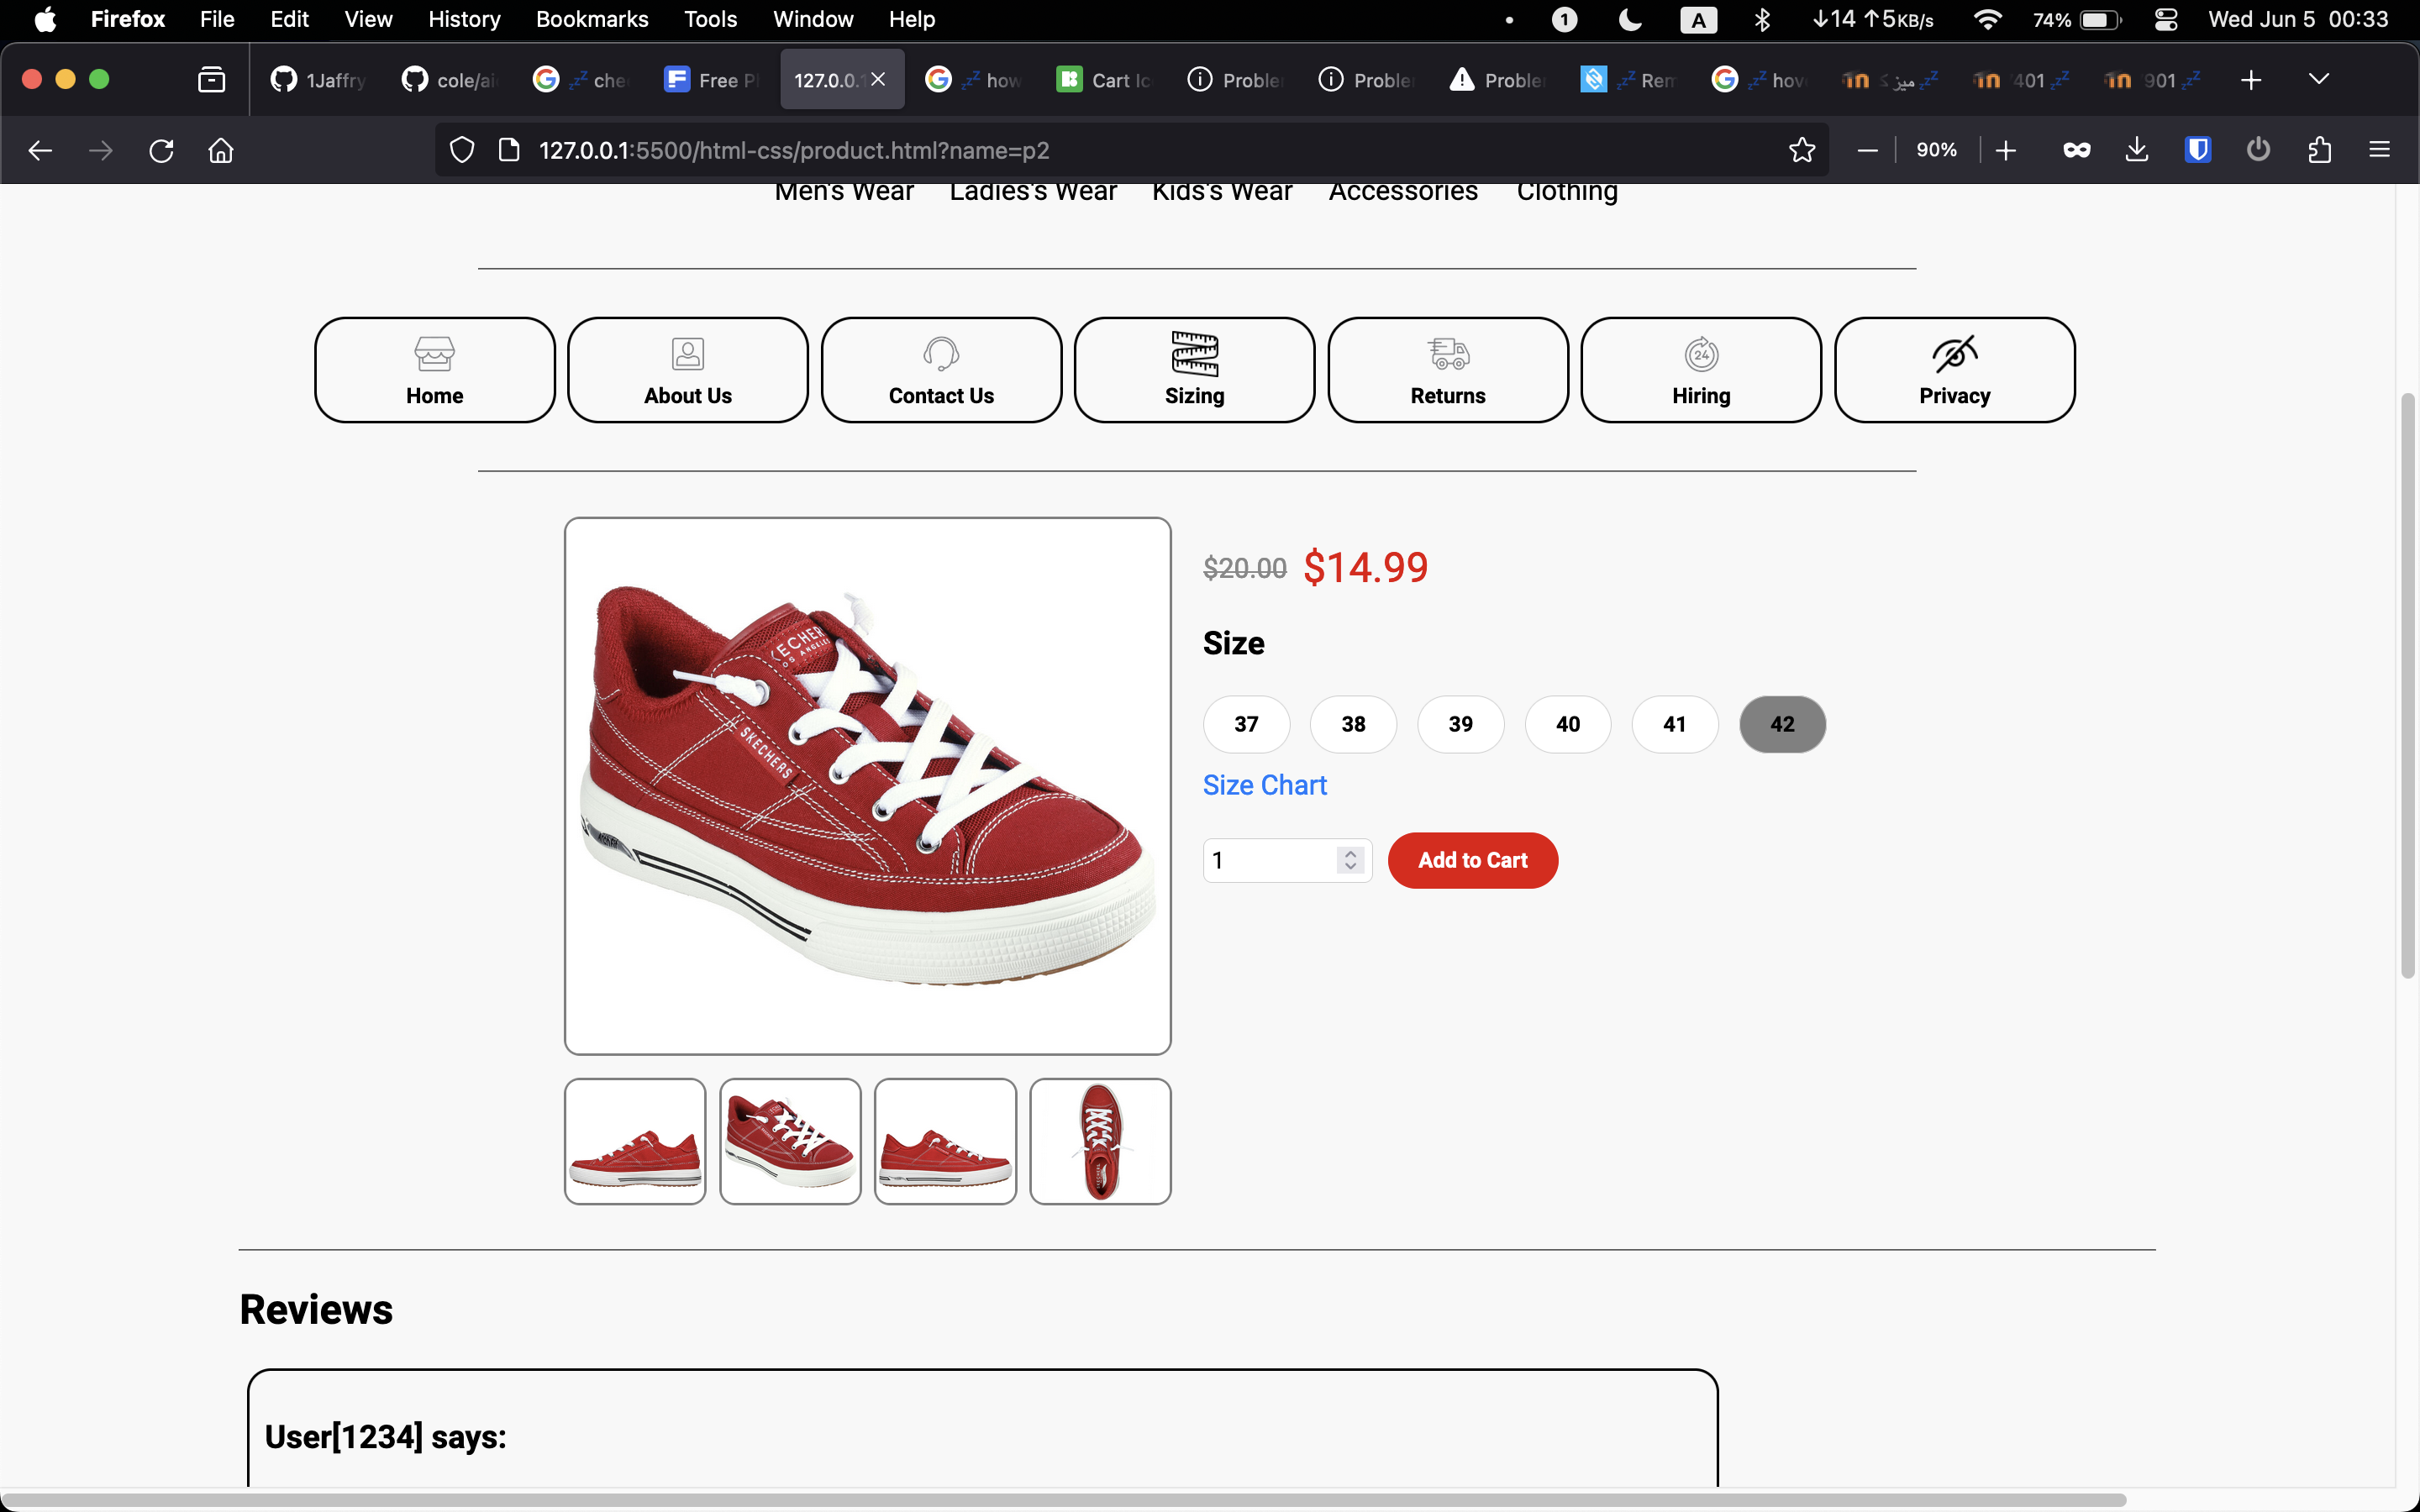 Firefox File Edit View History Bookmarks Tools Window Help
1 A ↓14 ↑5KB/s 74% Wed Jun 5 00:33
1Jaffry cole/ai che Free P 127.0.0.1 how Cart Ic Proble Proble Proble Rem hov ميز 401 901
127.0.0.1:5500/html-css/product.html?name=p2 90%
Men's Wear Ladies's Wear Kids's Wear Accessories Clothing
24
Home About Us Contact Us Sizing Returns Hiring Privacy
$20.00 $14.99
Size
37 38 39 40 41 42
Size Chart
1 Add to Cart
SKECHERS
Reviews
User[1234] says: